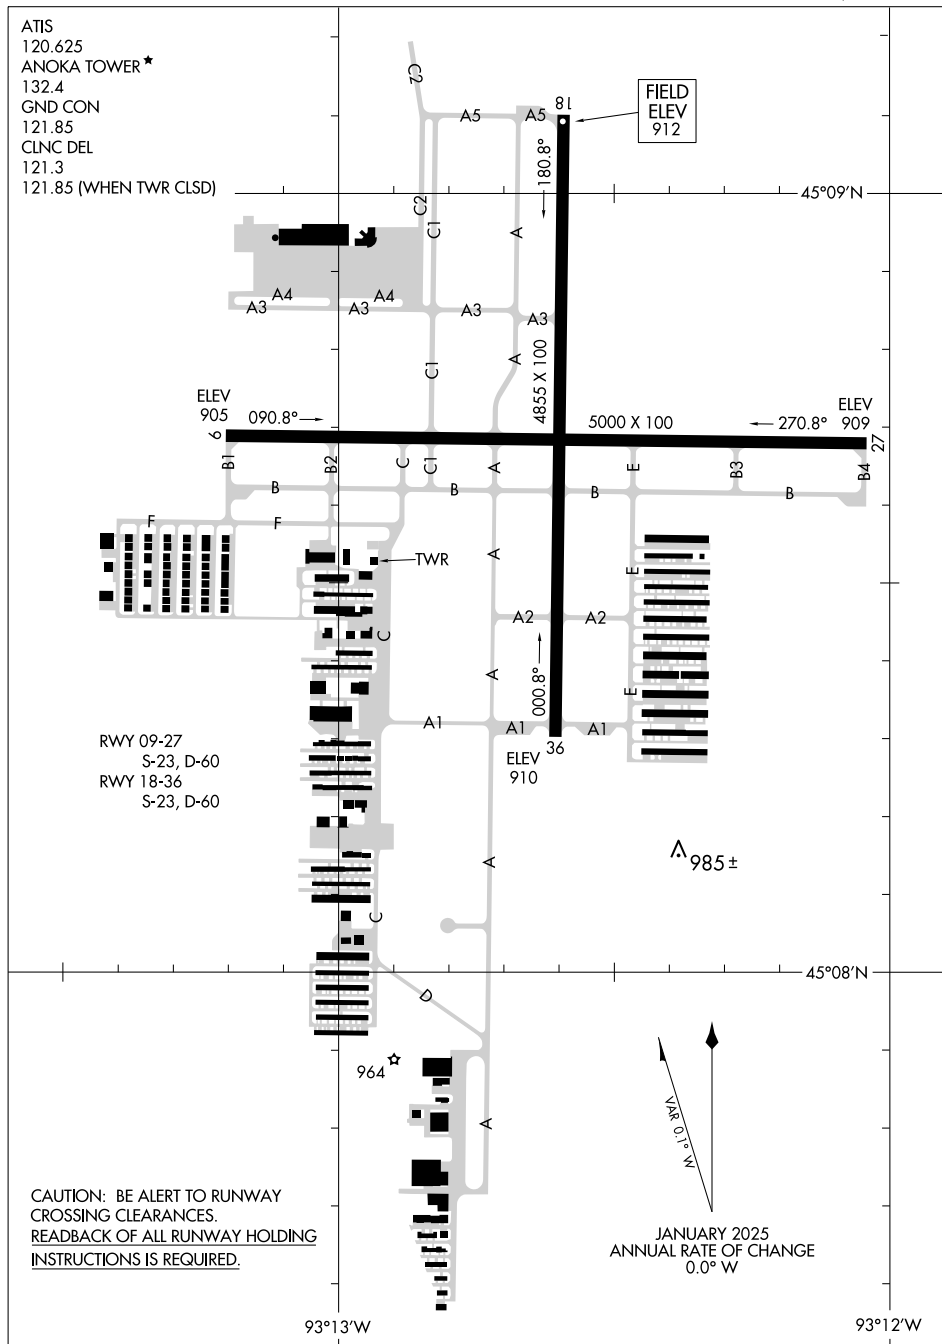 ATIS
120.625
ANOKA TOWER★
132.4
GND CON
121.85
CLNC DEL
121.3
121.85 (WHEN TWR CLSD)
C2
A5
A5
18
FIELD
ELEV
912
180.8°
45°09'N
C2
C1
A
A4
A4
A3
A3
A3
A3
A
C1
4855 X 100
ELEV
905
090.8°
5000 X 100
270.8°
ELEV
909
9
27
B1
B2
C
C1
A
E
B3
B4
B
B
B
B
F
F
TWR
A
E
C
A2
A2
000.8°
A
E
A1
A1
A1
36
ELEV
910
RWY 09-27
S-23, D-60
RWY 18-36
S-23, D-60
A
985 ±
C
45°08'N
D
964
VAR 0.1° W
A
CAUTION: BE ALERT TO RUNWAY
CROSSING CLEARANCES.
READBACK OF ALL RUNWAY HOLDING
INSTRUCTIONS IS REQUIRED.
JANUARY 2025
ANNUAL RATE OF CHANGE
0.0° W
93°13'W
93°12'W